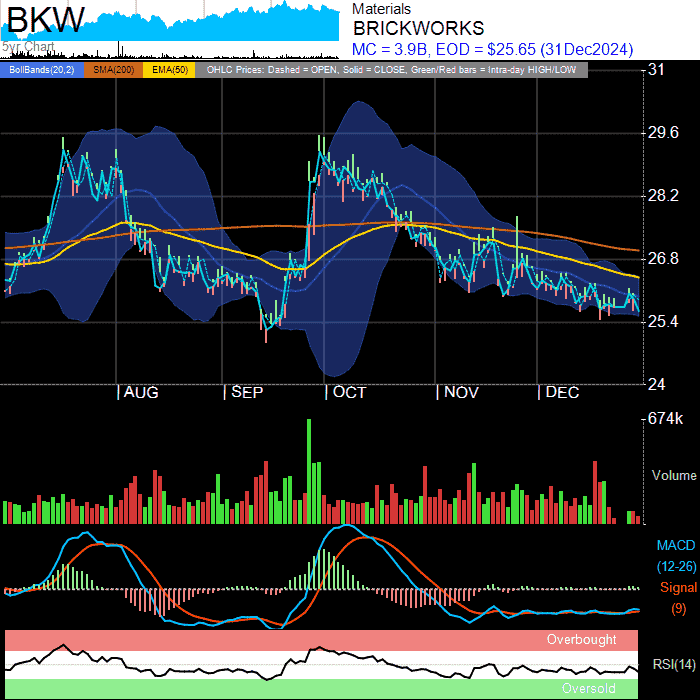 BKW
5yr Chart
Materials
BRICKWORKS
MC = 3.9B, EOD = $25.65 (31Dec2024)
BollBands(20,2) SMA(200) EMA(50) OHLC Prices: Dashed = OPEN, Solid = CLOSE, Green/Red bars = Intra-day HIGH/LOW
31
29.6
28.2
26.8
25.4
24
| AUG | SEP | OCT | NOV | DEC
674k
Volume
MACD
(12-26)
Signal
(9)
Overbought
RSI(14)
Oversold